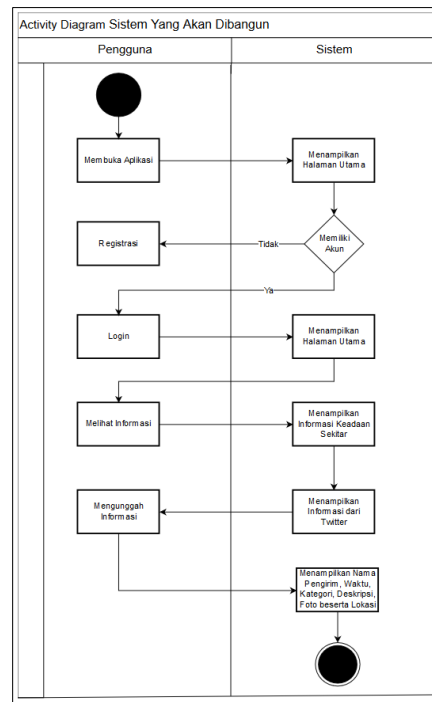 Activity Diagram Sistem Yang Akan Dibangun
Pengguna
Sistem
Membuka Aplikasi
Menampilkan
Halaman Utama
Memiliki
Akun
Tidak
Registrasi
Ya
Login
Menampilkan
Halaman Utama
Melihat Informasi
Menampilkan
Informasi Keadaan
Sekitar
Menampilkan
Informasi dari
Twitter
Mengunggah
Informasi
Menampilkan Nama
Pengirim, Waktu,
Kategori, Deskripsi,
Foto beserta Lokasi